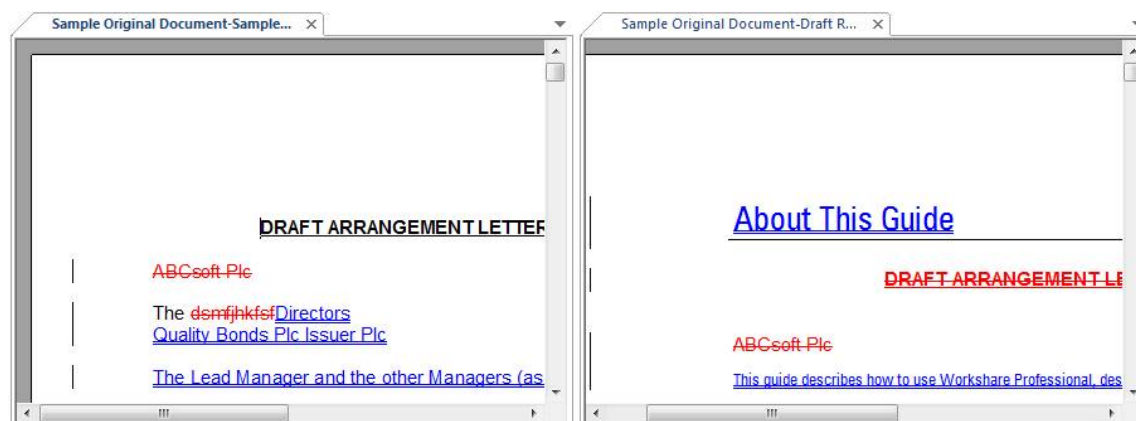 Sample Original Document-Sample...
DRAFT ARRANGEMENT LETTER
ABCsoft Plc
The dsmfjhkfsfDirectors
Quality Bonds Plc Issuer Plc
The Lead Manager and the other Managers (as
Sample Original Document-Draft R...
About This Guide
DRAFT ARRANGEMENT LE
ABCsoft Plc
This guide describes how to use Workshare Professional, des